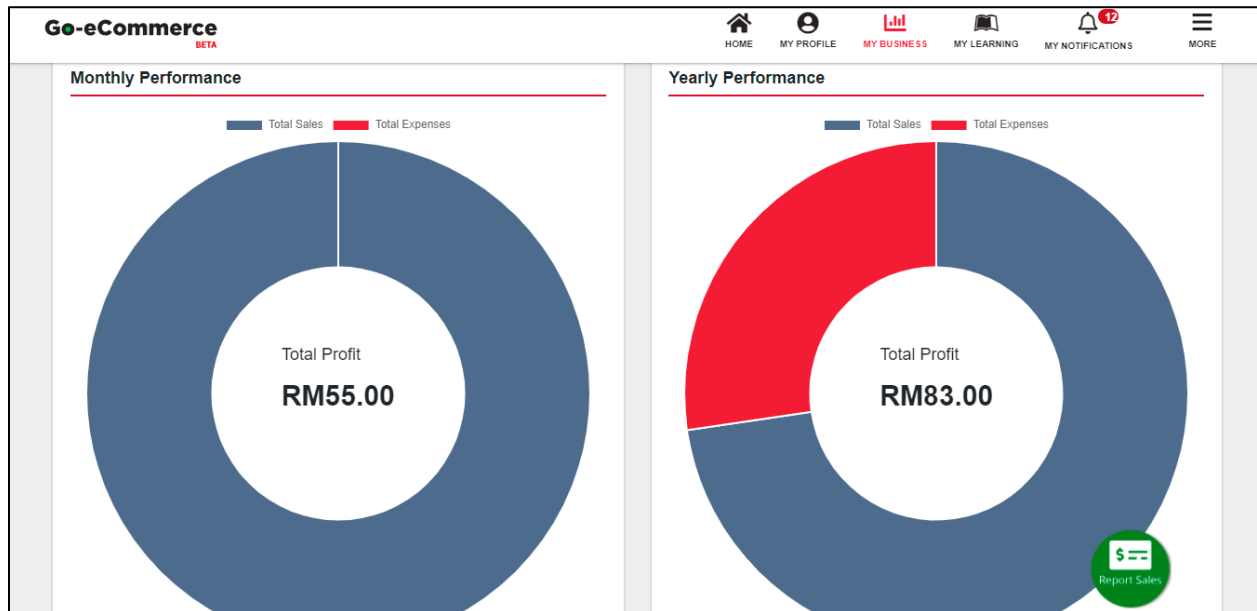 Go-eCommerce
BETA
HOME
MY PROFILE
MY BUSINESS
MY LEARNING
12
MY NOTIFICATIONS
MORE
Monthly Performance
Total Sales Total Expenses
Total Profit
RM55.00
Yearly Performance
Total Sales Total Expenses
Total Profit
RM83.00
$
Report Sales